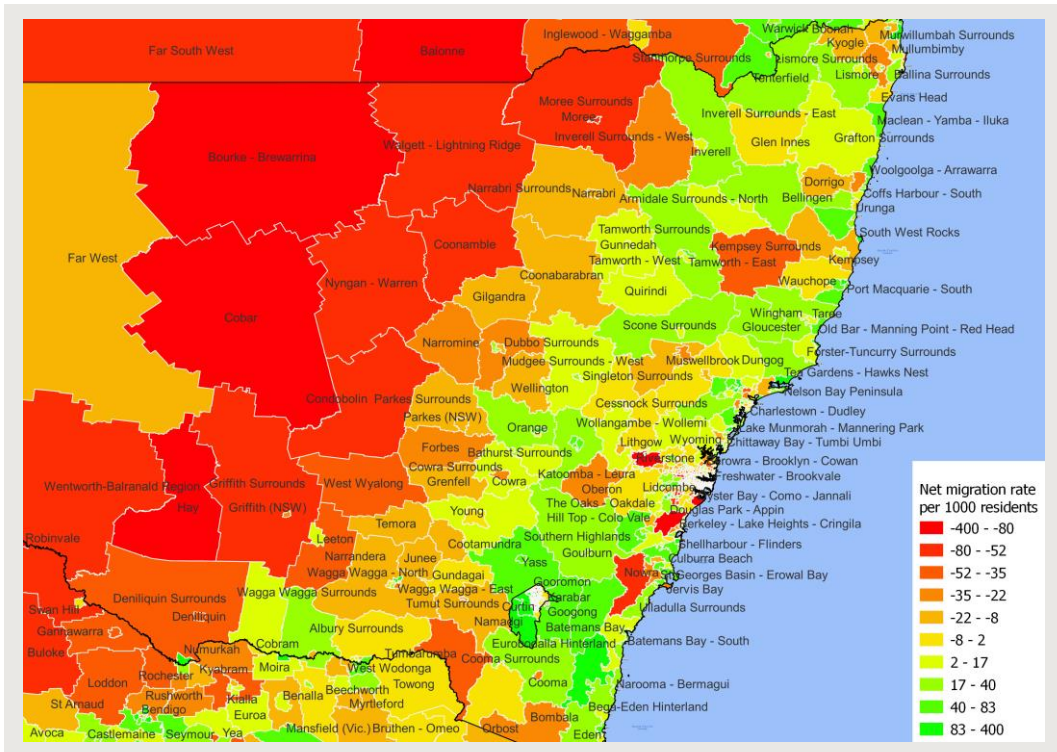 Far South West
Balonne
Inglewood - Waggamba
Warwick Boonah
Murwillumbah Surrounds
Kyogle
Mullumbimby
Stanthorpe Surrounds
Lismore Surrounds
Tenterfield
Lismore
Ballina Surrounds
Evans Head
Moree Surrounds
Moree
Maclean - Yamba - Iluka
Inverell Surrounds - East
Inverell Surrounds - West
Glen Innes
Grafton Surrounds
Walgett - Lightning Ridge
Inverell
Bourke - Brewarrina
Woolgoolga - Arrawarra
Dorrigo
Narrabri Surrounds
Narrabri
Coffs Harbour - South
Armidale Surrounds - North
Bellingen
Urunga
Tamworth Surrounds
South West Rocks
Coonamble
Gunnedah
Kempsey Surrounds
Far West
Tamworth - West
Tamworth - East
Kempsey
Coonabarabran
Nyngan - Warren
Wauchope
Gilgandra
Quirindi
Port Macquarie - South
Cobar
Wingham
Taree
Scone Surrounds
Gloucester
Old Bar - Manning Point - Red Head
Narromine
Dubbo Surrounds
Forster-Tuncurry Surrounds
Mudgee Surrounds - West
Muswellbrook
Dungog
Singleton Surrounds
Tea Gardens - Hawks Nest
Wellington
Nelson Bay Peninsula
Condobolin
Parkes Surrounds
Cessnock Surrounds
Parkes (NSW)
Charlestown - Dudley
Orange
Wollangambe - Wollemi
Lake Munmorah - Mannering Park
Forbes
Lithgow
Wyoming
Chittaway Bay - Tumbi Umbi
Bathurst Surrounds
Riverstone
Cowra Surrounds
Katoomba - Leura
Freshwater - Brookvale
Wentworth-Balranald Region
Griffith Surrounds
West Wyalong
Grenfell
Cowra
Oberon
Lidcombe
Hay
The Oaks - Oakdale
Oyster Bay - Como - Jannali
Griffith (NSW)
Young
Hill Top - Colo Vale
Douglas Park - Appin
Temora
Berkeley - Lake Heights - Cringila
Robinvale
Leeton
Southern Highlands
Cootamundra
Shellharbour - Flinders
Narrandera
Junee
Goulburn
Culburra Beach
Yass
Wagga Wagga - North
Gundagai
Nowra
St Georges Basin - Erowal Bay
Gooromon
Wagga Wagga Surrounds
Wagga Wagga - East
Karabar
Jervis Bay
Deniliquin Surrounds
Tumut Surrounds
Curtin
Googong
Ulladulla Surrounds
Swan Hill
Deniliquin
Namadgi
Batemans Bay
Gannawarra
Albury Surrounds
Batemans Bay - South
Cobram
Eurobodalla Hinterland
Buloke
Numurkah
Tumbarumba
Cooma Surrounds
Kyabram
Moira
West Wodonga
Rochester
Towong
Cooma
Narooma - Bermagui
Loddon
Rushworth
Kialla
Benalla
Beechworth
St Arnaud
Bendigo
Myrtleford
Bega-Eden Hinterland
Euroa
Bombala
Avoca
Castlemaine
Seymour
Yea
Mansfield (Vic.)
Bruthen - Omeo
Orbost
Eden
Net migration rate
per 1000 residents
-400 - -80
-80 - -52
-52 - -35
-35 - -22
-22 - -8
-8 - 2
2 - 17
17 - 40
40 - 83
83 - 400